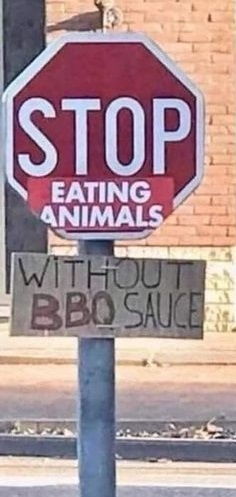 STOP
EATING
ANIMALS
WITHOUT
BBQ SAUCE